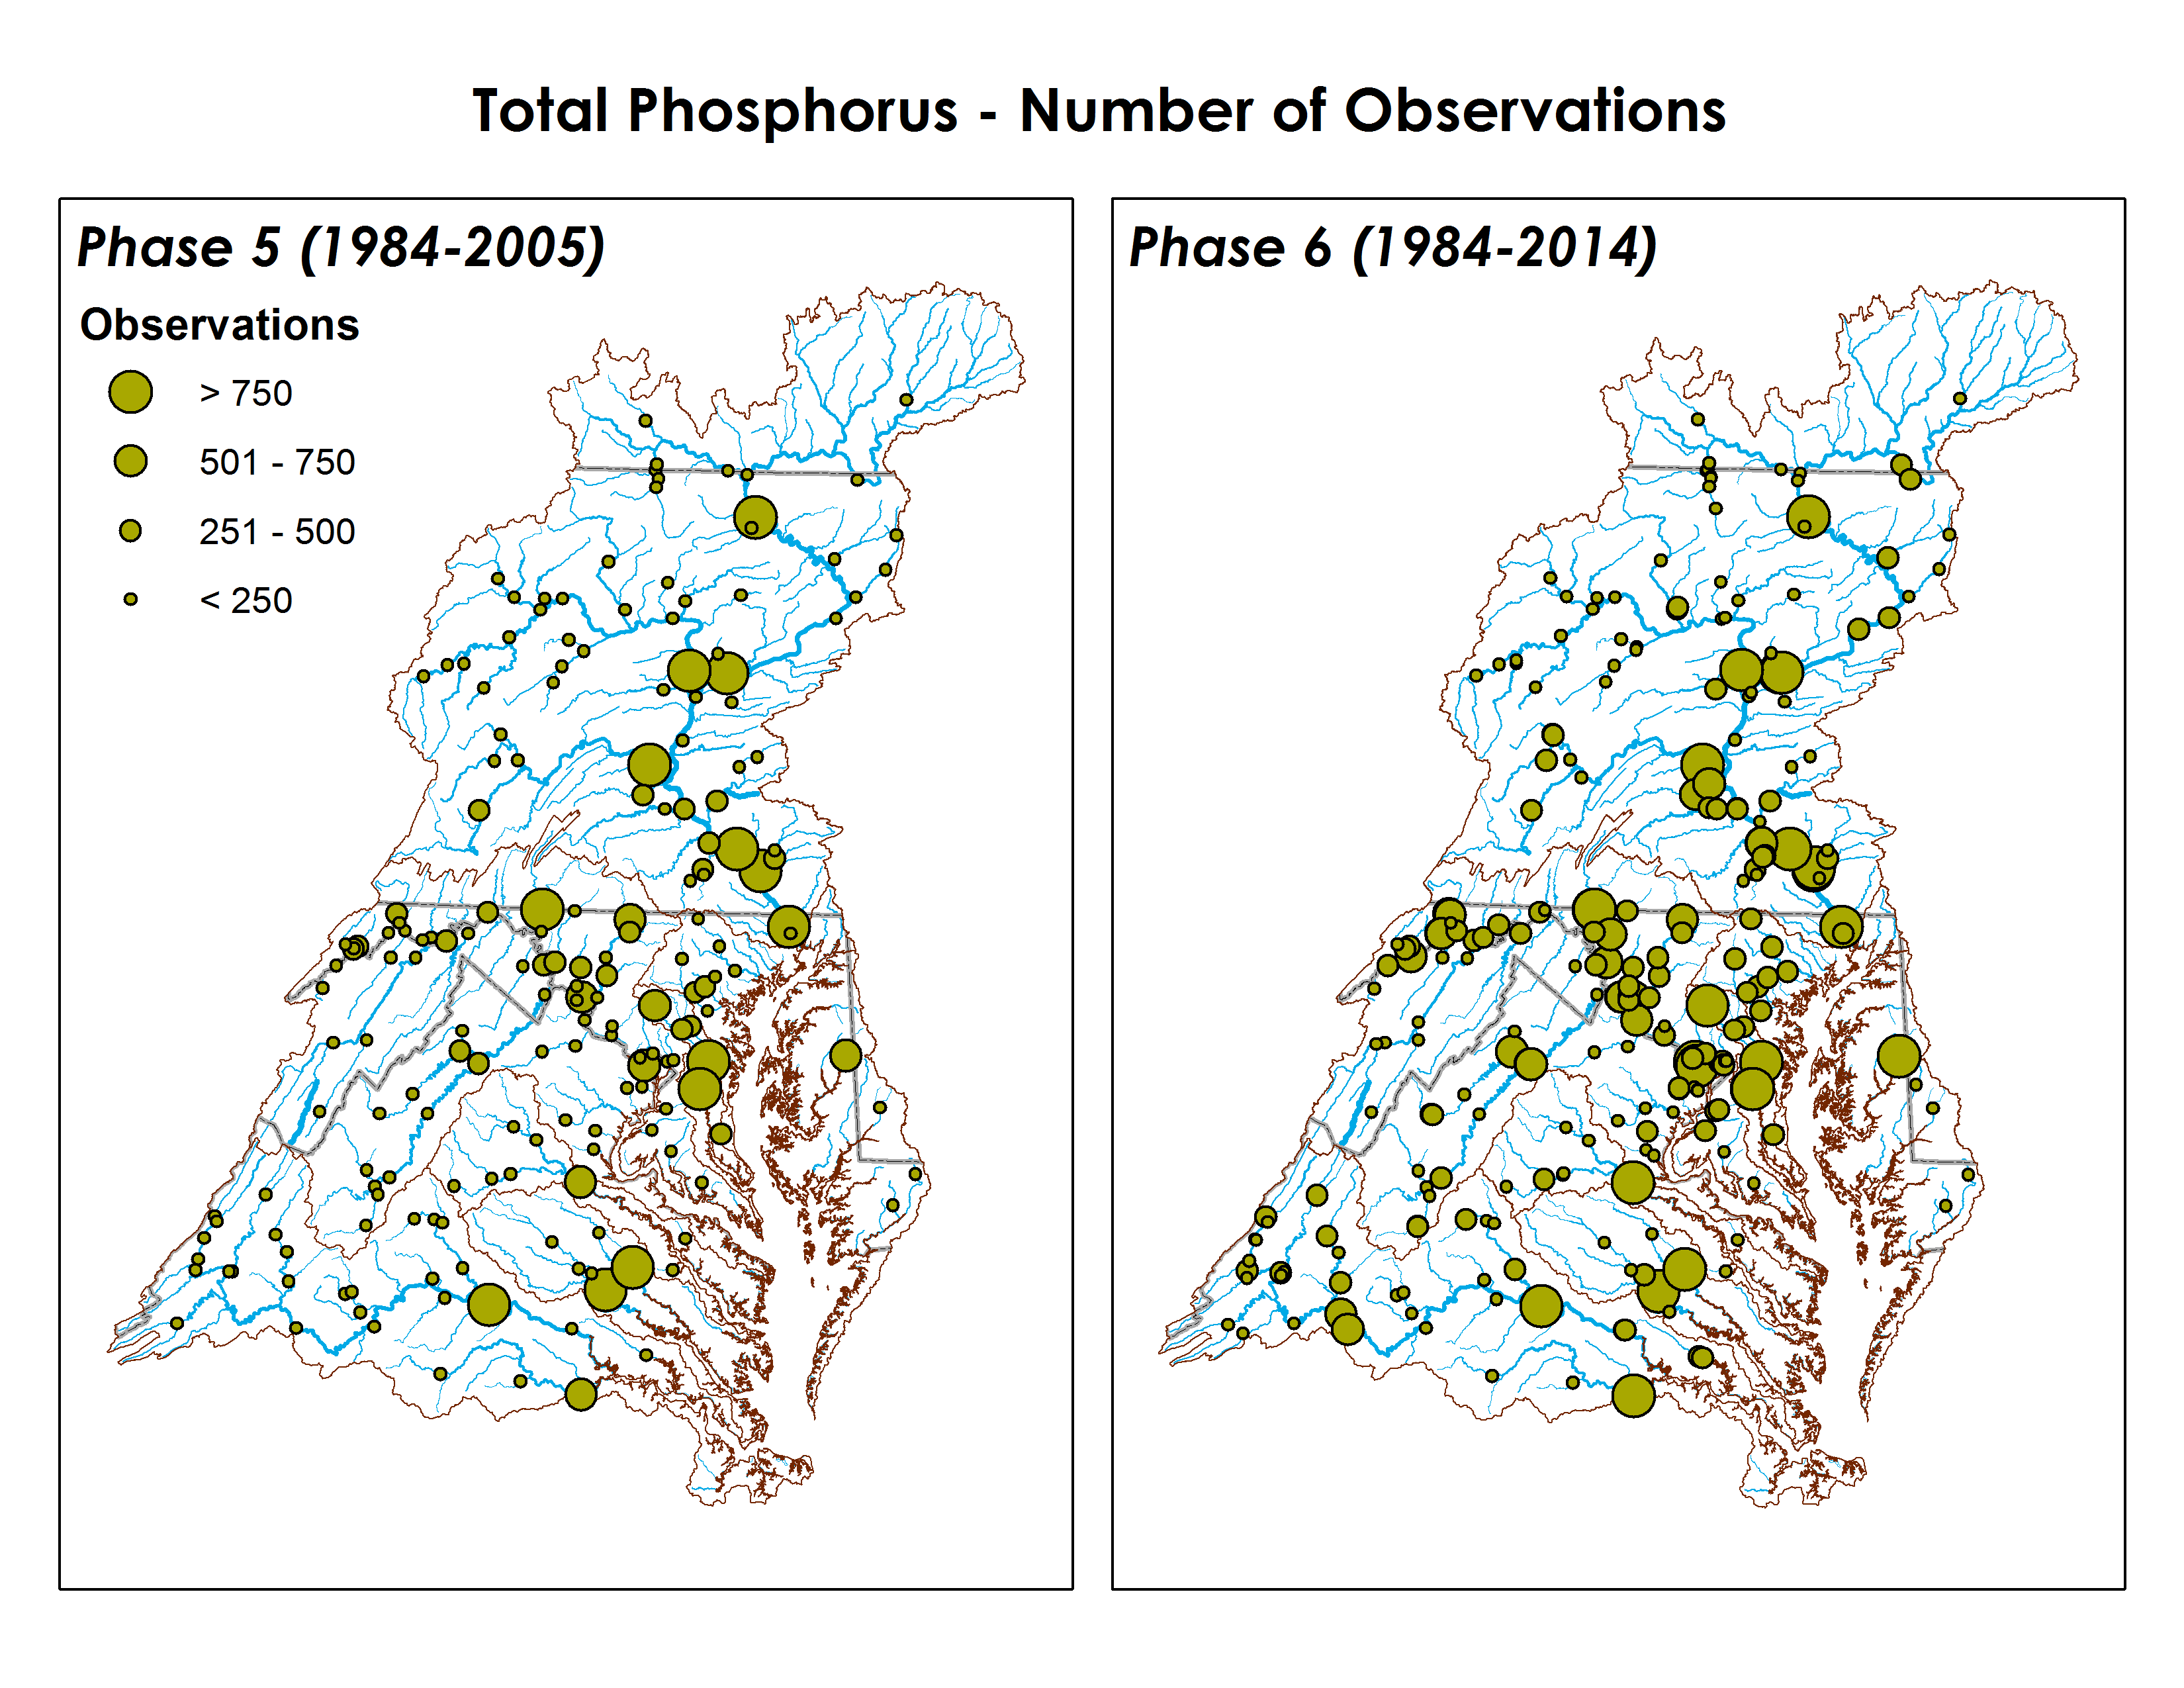 Total Phosphorus - Number of Observations
Phase 5 (1984-2005)
Observations
> 750
501 - 750
251 - 500
< 250
Phase 6 (1984-2014)